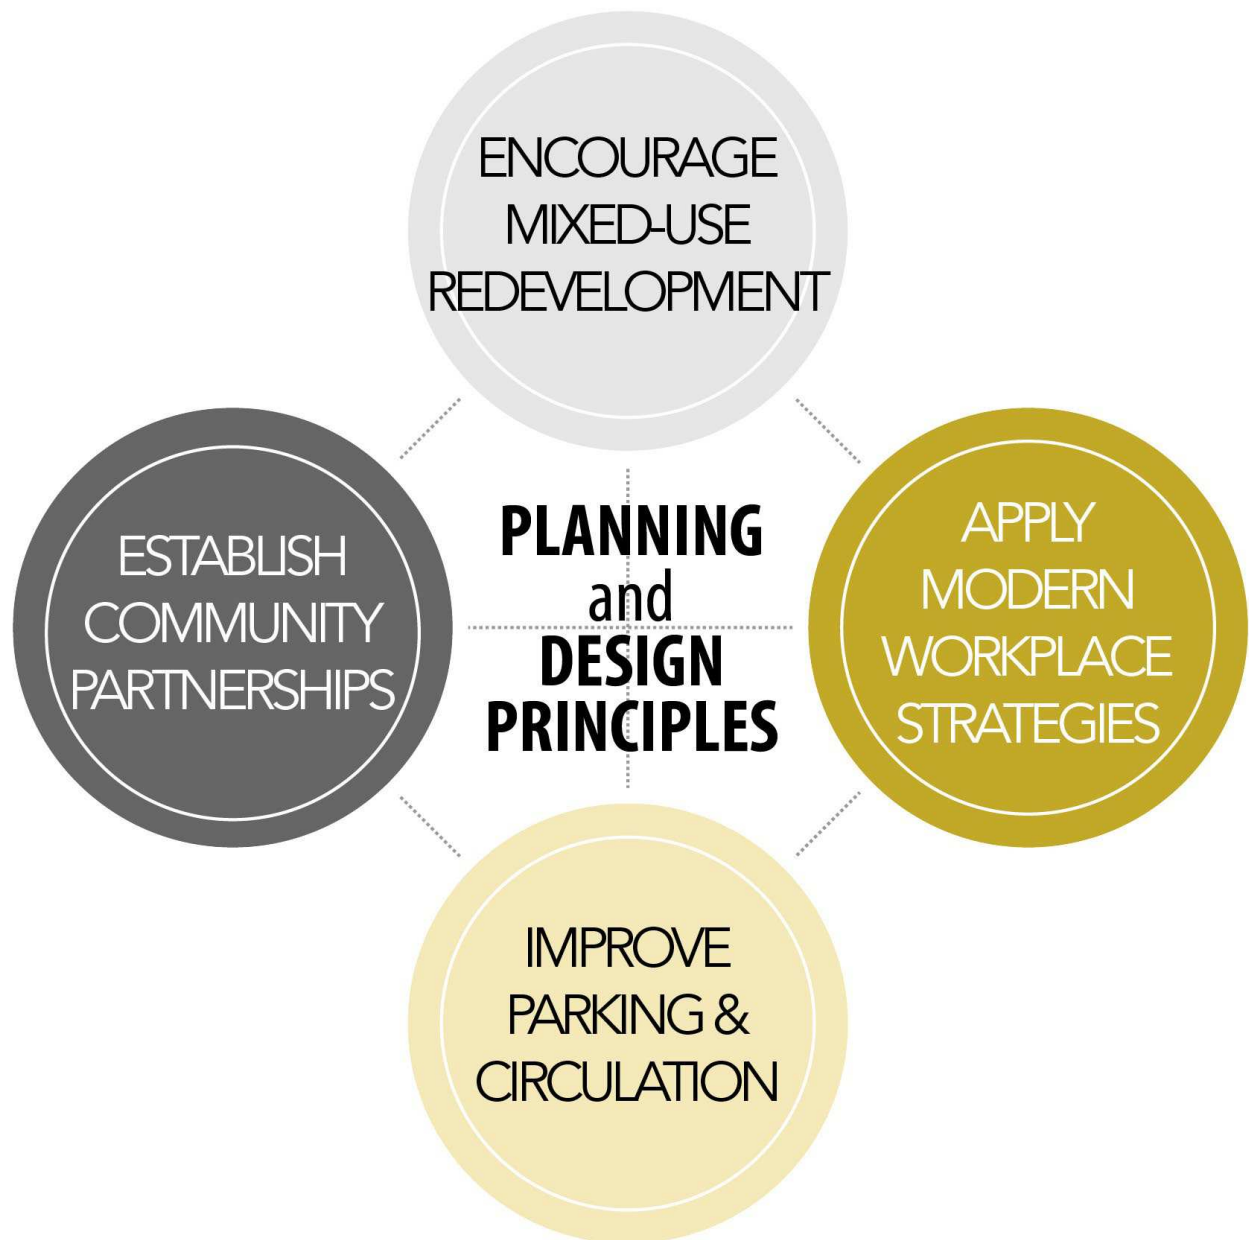 ENCOURAGE
MIXED-USE
REDEVELOPMENT
ESTABLISH
COMMUNITY
PARTNERSHIPS
PLANNING
and
DESIGN
PRINCIPLES
APPLY
MODERN
WORKPLACE
STRATEGIES
IMPROVE
PARKING &
CIRCULATION